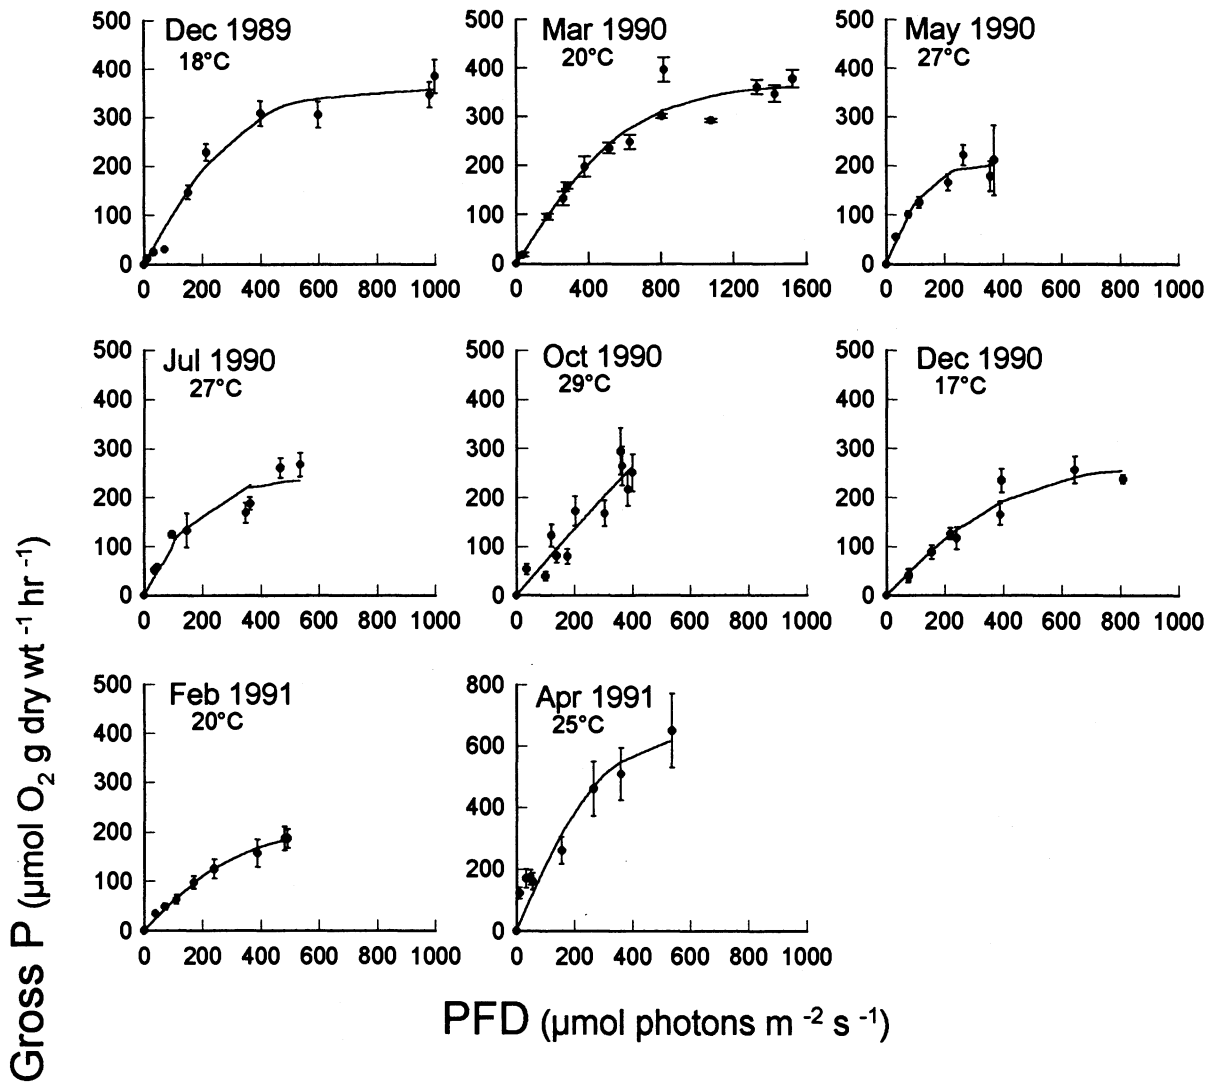 Dec 1989
18°C
500
400
300
200
100
0
0 200 400 600 800 1000
Mar 1990
20°C
500
400
300
200
100
0
0 400 800 1200 1600
May 1990
27°C
500
400
300
200
100
0
0 200 400 600 800 1000
Jul 1990
27°C
500
400
300
200
100
0
0 200 400 600 800 1000
Oct 1990
29°C
500
400
300
200
100
0
0 200 400 600 800 1000
Dec 1990
17°C
500
400
300
200
100
0
0 200 400 600 800 1000
Feb 1991
20°C
500
400
300
200
100
0
0 200 400 600 800 1000
Apr 1991
25°C
800
600
400
200
0
0 200 400 600 800 1000
Gross P (µmol O2 g dry wt -1 hr -1)
PFD (µmol photons m -2 s -1)